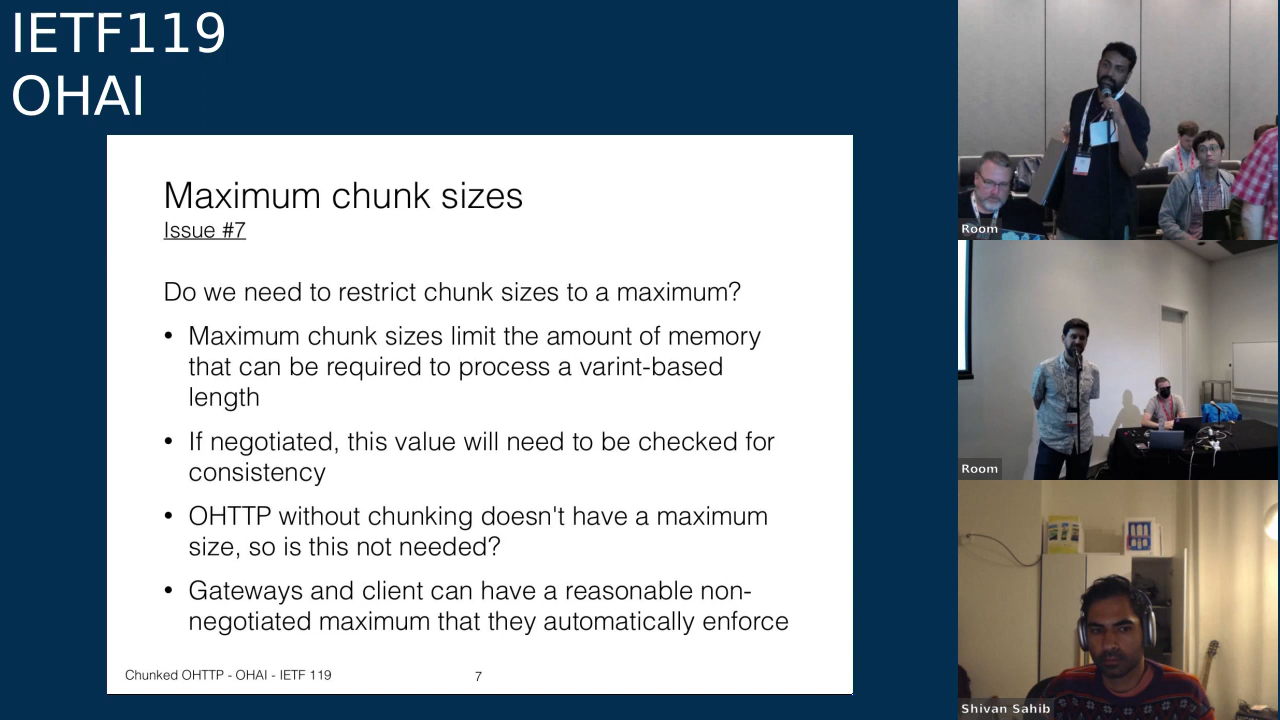 IETF119
OHAI
Maximum chunk sizes
Issue #7
Do we need to restrict chunk sizes to a maximum?
• Maximum chunk sizes limit the amount of memory
that can be required to process a varint-based
length
• If negotiated, this value will need to be checked for
consistency
• OHTTP without chunking doesn't have a maximum
size, so is this not needed?
• Gateways and client can have a reasonable non-
negotiated maximum that they automatically enforce
Chunked OHTTP - OHAI - IETF 119
7
Room
Room
Shivan Sahib